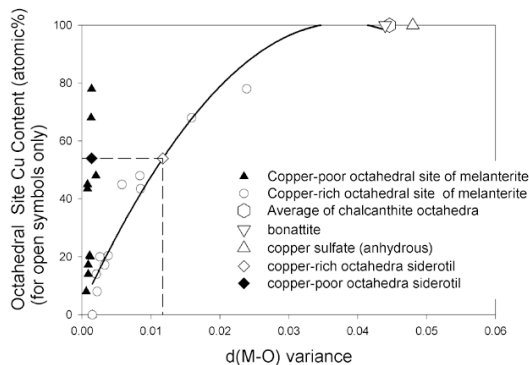 Octahedral Site Cu Content (atomic%)
(for open symbols only)
100
80
60
40
20
0
0.00
0.01
0.02
0.03
0.04
0.05
0.06
d(M-O) variance
Copper-poor octahedral site of melanterite
Copper-rich octahedral site of melanterite
Average of chalcanthite octahedra
bonattite
copper sulfate (anhydrous)
copper-rich octahedra siderotil
copper-poor octahedra siderotil